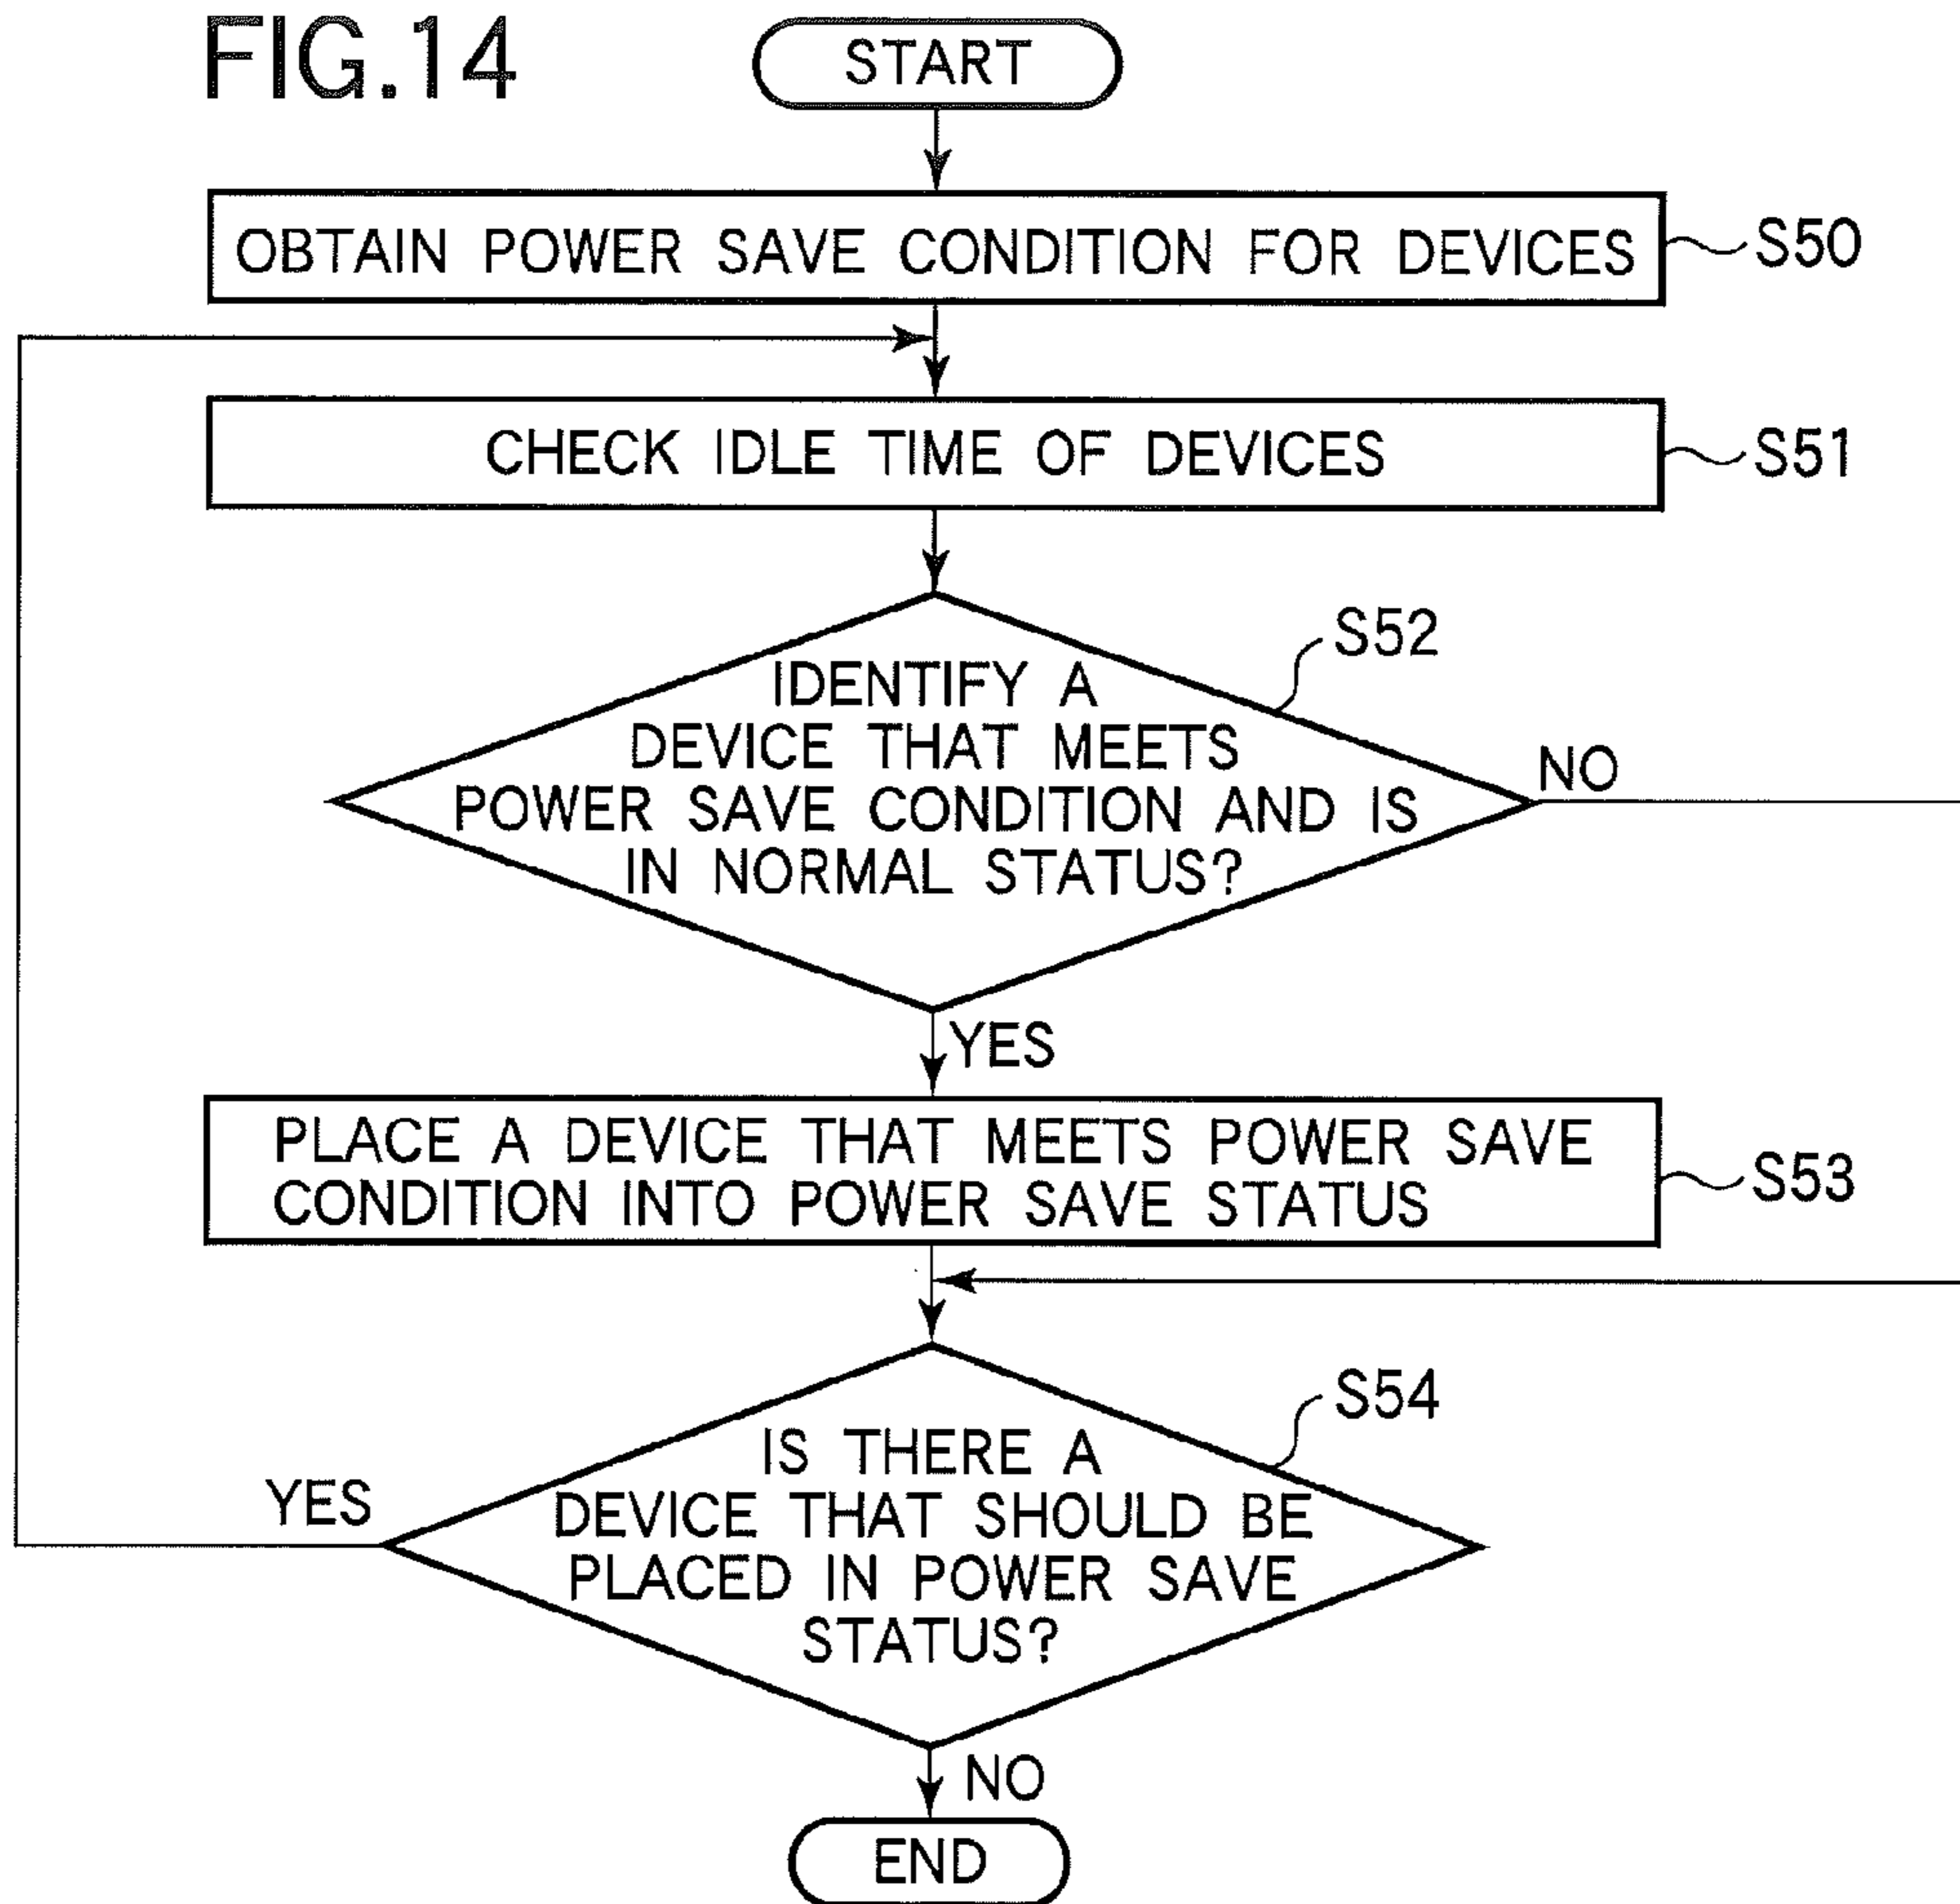 FIG.14
START
OBTAIN POWER SAVE CONDITION FOR DEVICES
S50
CHECK IDLE TIME OF DEVICES
S51
S52
IDENTIFY A
DEVICE THAT MEETS
POWER SAVE CONDITION AND IS
IN NORMAL STATUS?
NO
YES
PLACE A DEVICE THAT MEETS POWER SAVE
CONDITION INTO POWER SAVE STATUS
S53
S54
IS THERE A
DEVICE THAT SHOULD BE
PLACED IN POWER SAVE
STATUS?
YES
NO
END